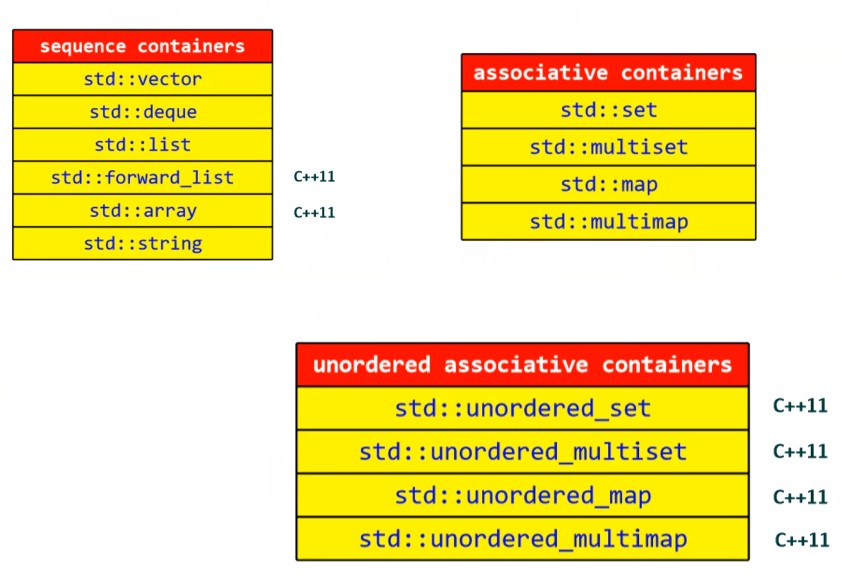 sequence containers
std::vector
std::deque
std::list
std::forward_list C++11
std::array C++11
std::string
associative containers
std::set
std::multiset
std::map
std::multimap
unordered associative containers
std::unordered_set C++11
std::unordered_multiset C++11
std::unordered_map C++11
std::unordered_multimap C++11